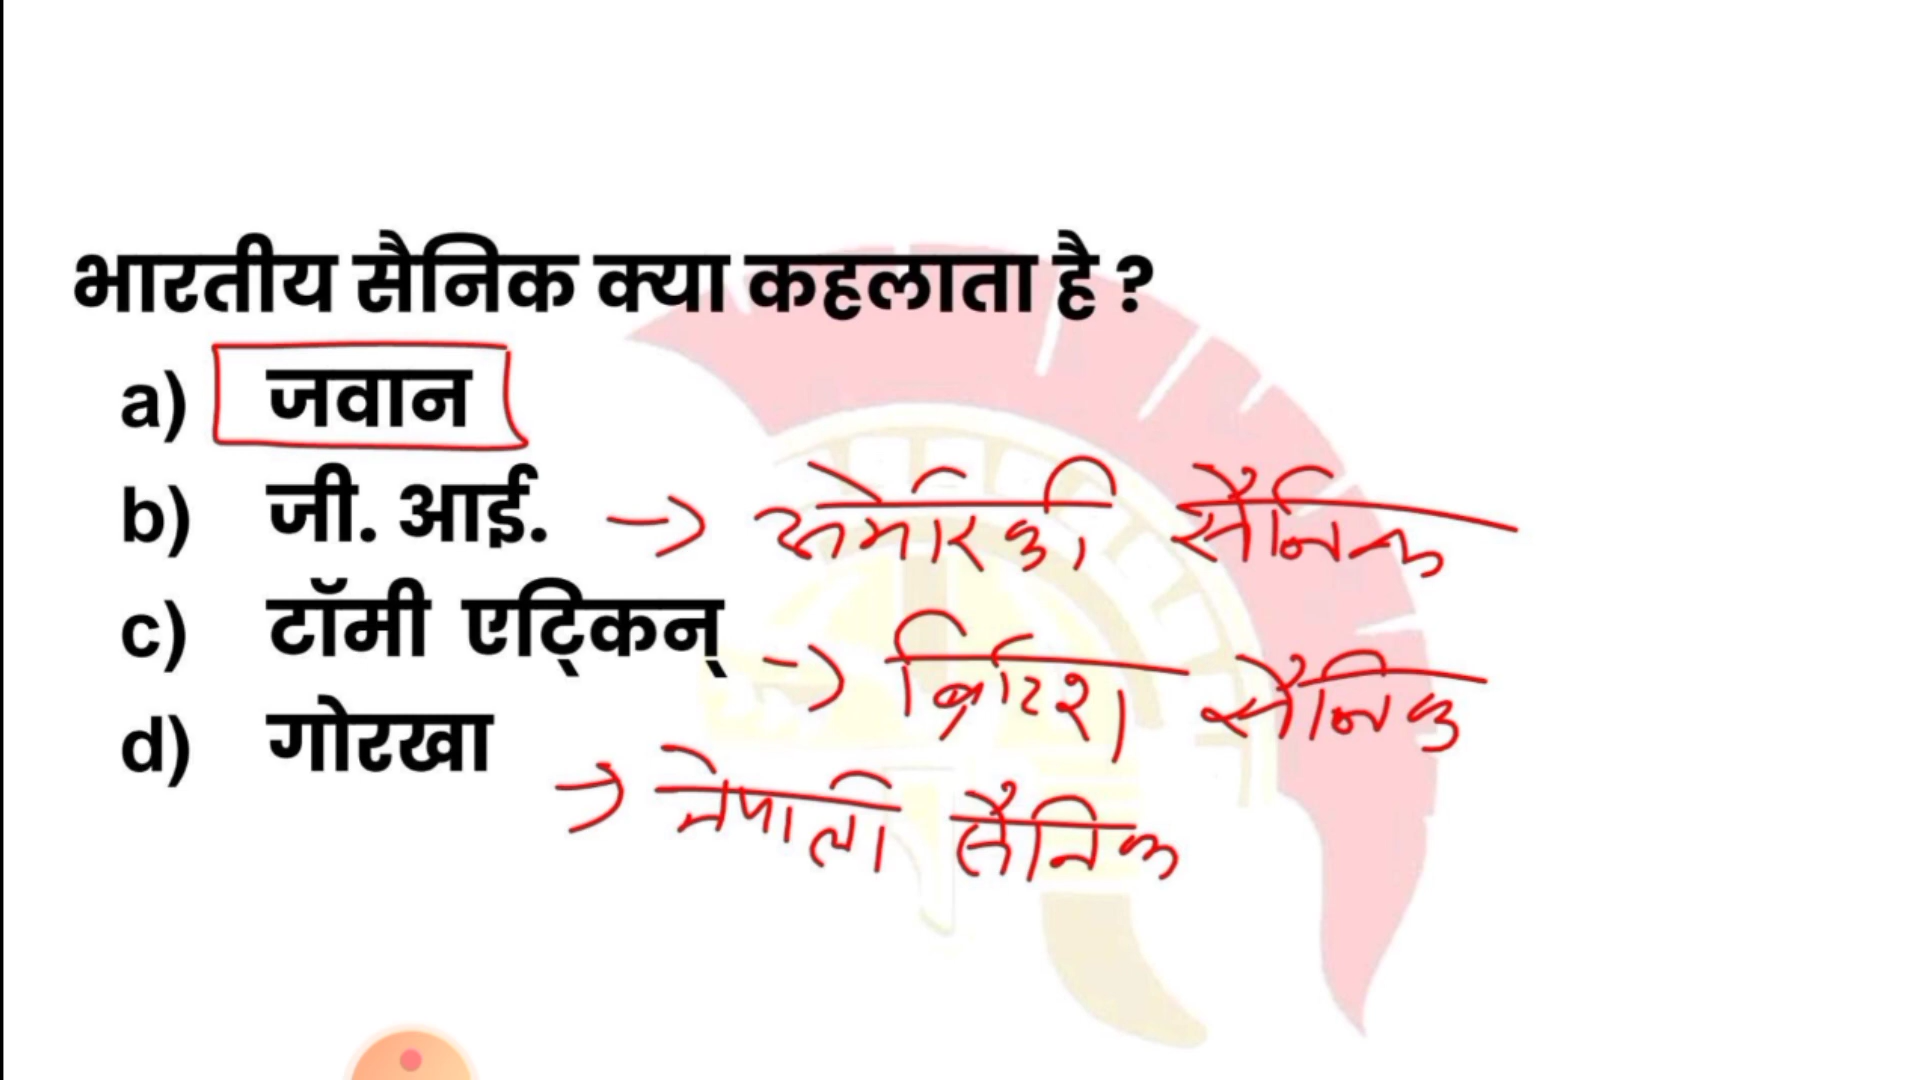 भारतीय सैनिक क्या कहलाता है ?
a) जवान
b) जी. आई. -> अमेरिकी सैनिक
c) टॉमी एट्किन् -> ब्रिटिश सैनिक
d) गोरखा -> नेपाली सैनिक